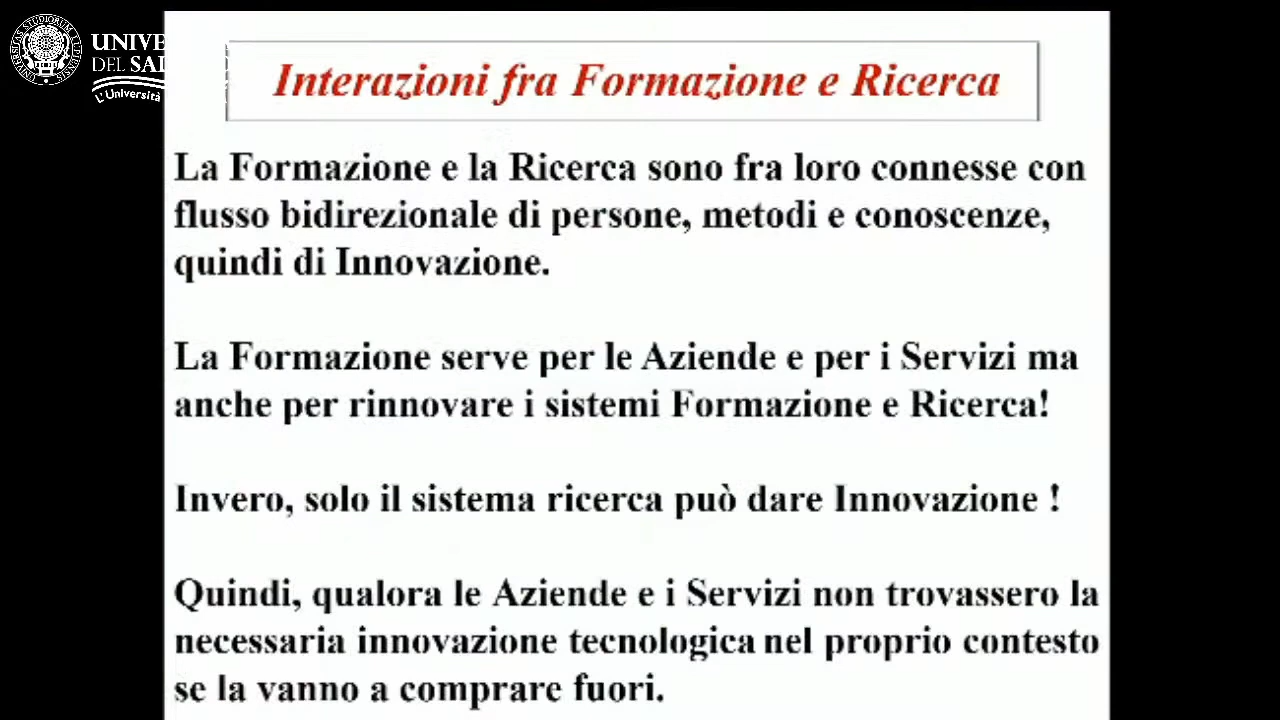 UNIVE
DEL SAL
L'Università
Interazioni fra Formazione e Ricerca
La Formazione e la Ricerca sono fra loro connesse con
flusso bidirezionale di persone, metodi e conoscenze,
quindi di Innovazione.
La Formazione serve per le Aziende e per i Servizi ma
anche per rinnovare i sistemi Formazione e Ricerca!
Invero, solo il sistema ricerca può dare Innovazione !
Quindi, qualora le Aziende e i Servizi non trovassero la
necessaria innovazione tecnologica nel proprio contesto
se la vanno a comprare fuori.